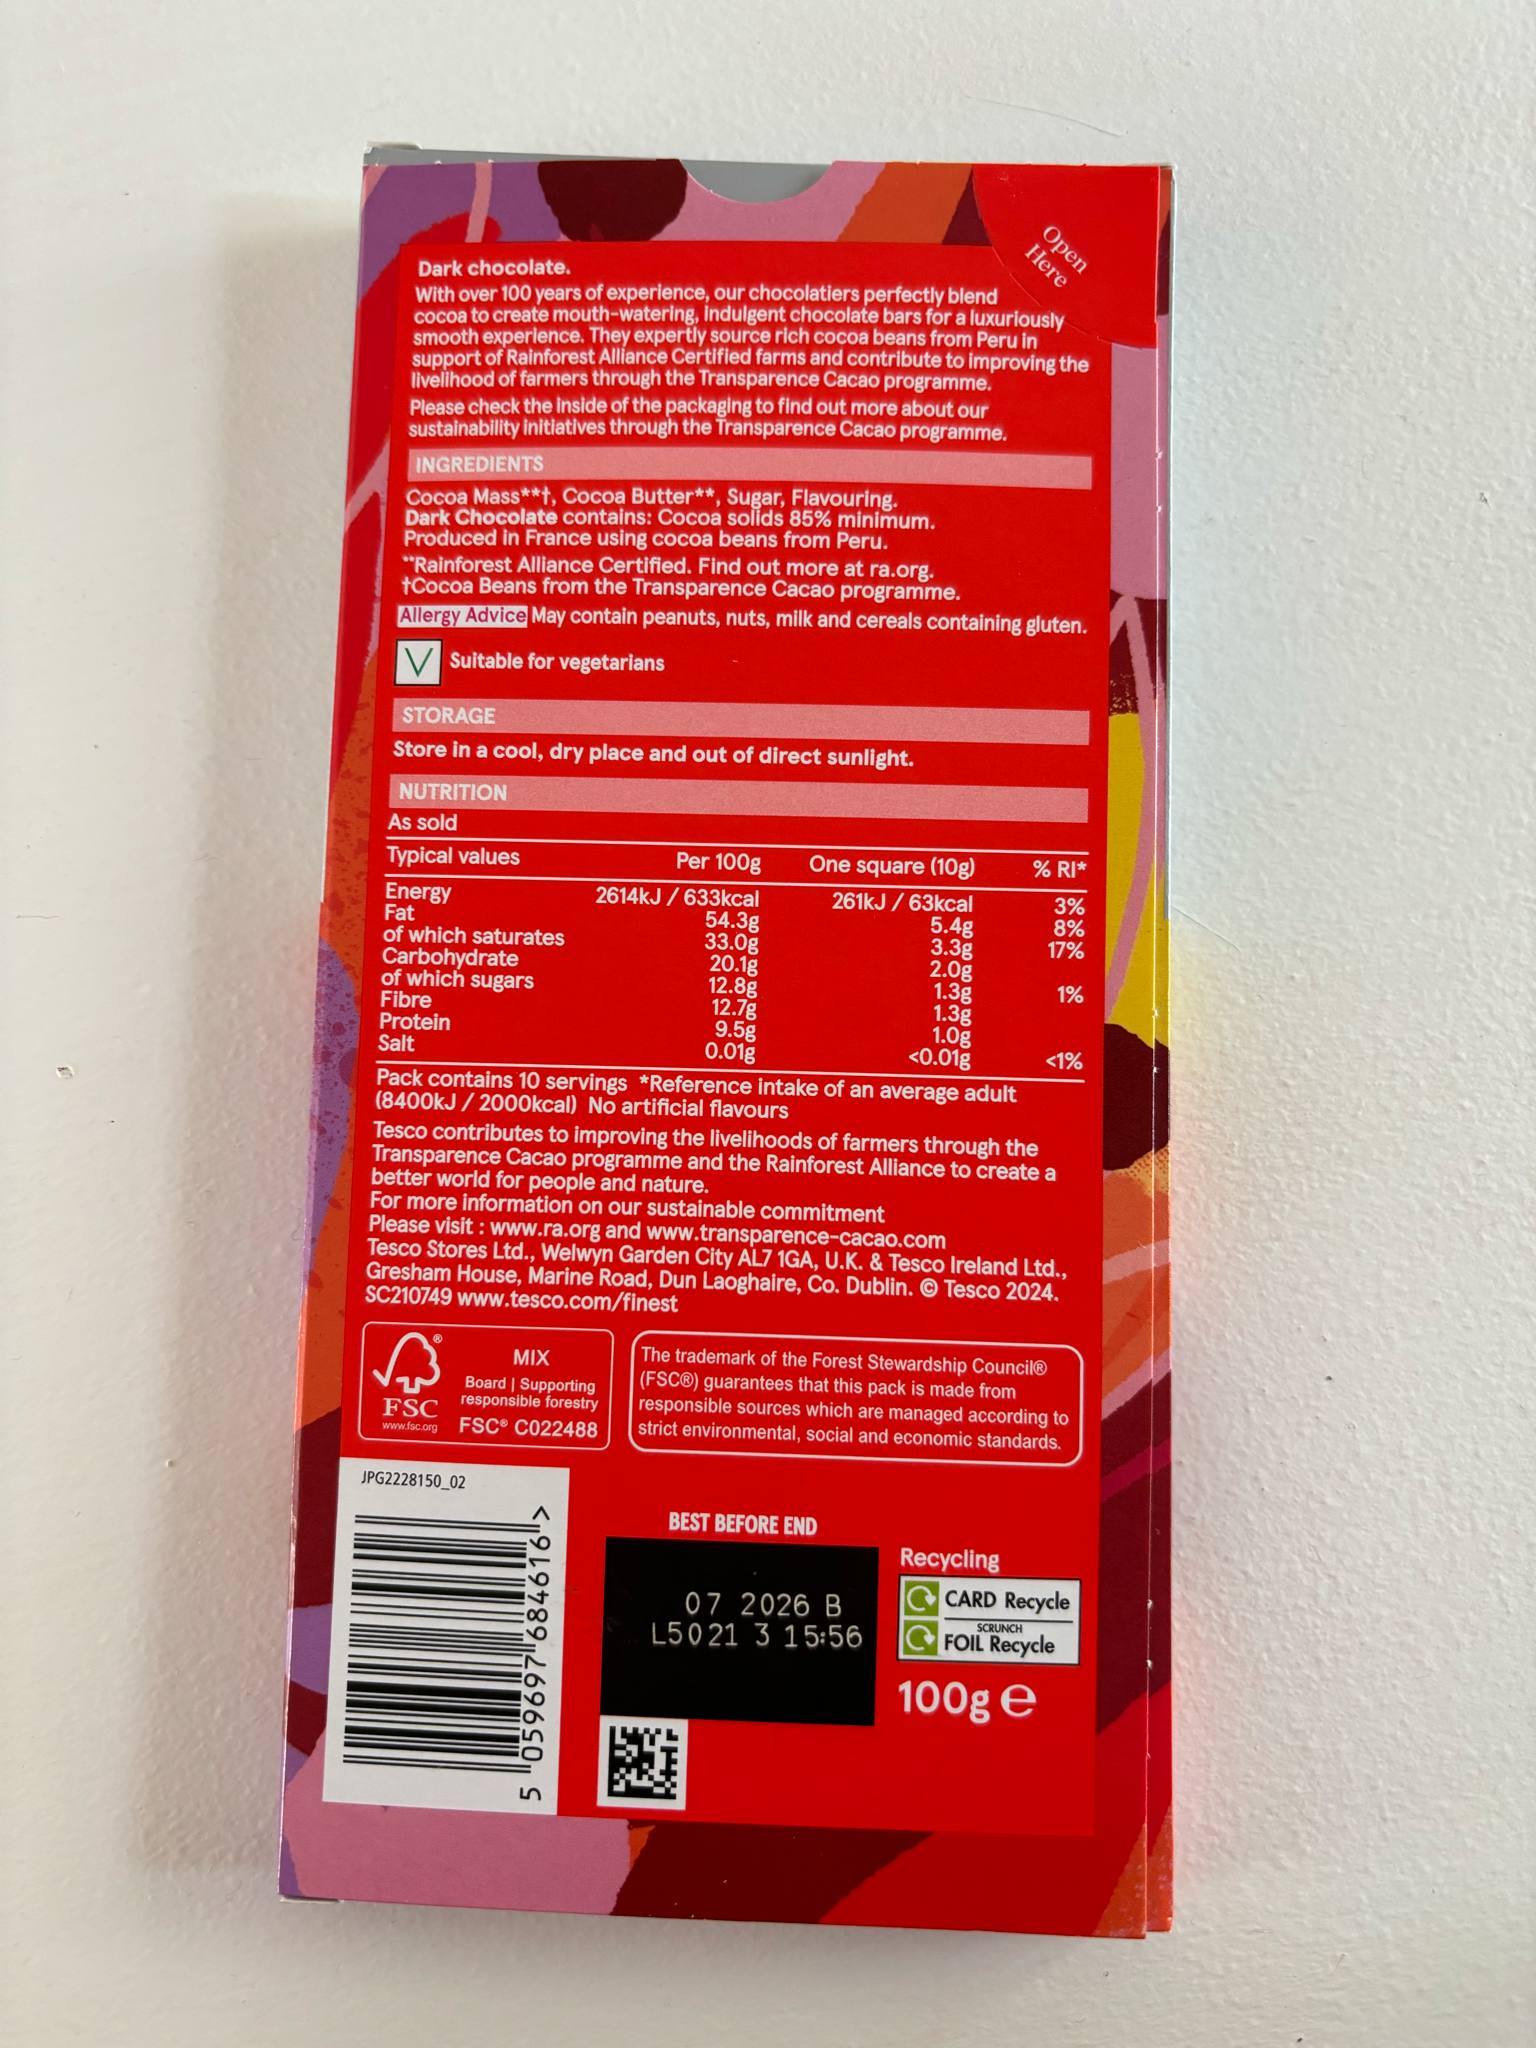 Open
Here
Dark chocolate.
With over 100 years of experience, our chocolatiers perfectly blend
cocoa to create mouth-watering, indulgent chocolate bars for a luxuriously
smooth experience. They expertly source rich cocoa beans from Peru in
support of Rainforest Alliance Certified farms and contribute to improving the
livelihood of farmers through the Transparence Cacao programme.
Please check the inside of the packaging to find out more about our
sustainability initiatives through the Transparence Cacao programme.
INGREDIENTS
Cocoa Mass**†, Cocoa Butter**, Sugar, Flavouring.
Dark Chocolate contains: Cocoa solids 85% minimum.
Produced in France using cocoa beans from Peru.
**Rainforest Alliance Certified. Find out more at ra.org.
†Cocoa Beans from the Transparence Cacao programme.
Allergy Advice May contain peanuts, nuts, milk and cereals containing gluten.
V Suitable for vegetarians
STORAGE
Store in a cool, dry place and out of direct sunlight.
NUTRITION
As sold
Typical values Per 100g One square (10g) % RI*
Energy 2614kJ / 633kcal 261kJ / 63kcal 3%
Fat 54.3g 5.4g 8%
of which saturates 33.0g 3.3g 17%
Carbohydrate 20.1g 2.0g
of which sugars 12.8g 1.3g 1%
Fibre 12.7g 1.3g
Protein 9.5g 1.0g
Salt 0.01g <0.01g <1%
Pack contains 10 servings *Reference intake of an average adult
(8400kJ / 2000kcal) No artificial flavours
Tesco contributes to improving the livelihoods of farmers through the
Transparence Cacao programme and the Rainforest Alliance to create a
better world for people and nature.
For more information on our sustainable commitment
Please visit : www.ra.org and www.transparence-cacao.com
Tesco Stores Ltd., Welwyn Garden City AL7 1GA, U.K. & Tesco Ireland Ltd.,
Gresham House, Marine Road, Dun Laoghaire, Co. Dublin. © Tesco 2024.
SC210749 www.tesco.com/finest
FSC
www.fsc.org
MIX
Board | Supporting
responsible forestry
FSC® C022488
The trademark of the Forest Stewardship Council®
(FSC®) guarantees that this pack is made from
responsible sources which are managed according to
strict environmental, social and economic standards.
JPG2228150_02
5 059697 684616 >
BEST BEFORE END
07 2026 B
L5021 3 15:56
Recycling
CARD Recycle
SCRUNCH
FOIL Recycle
100g e